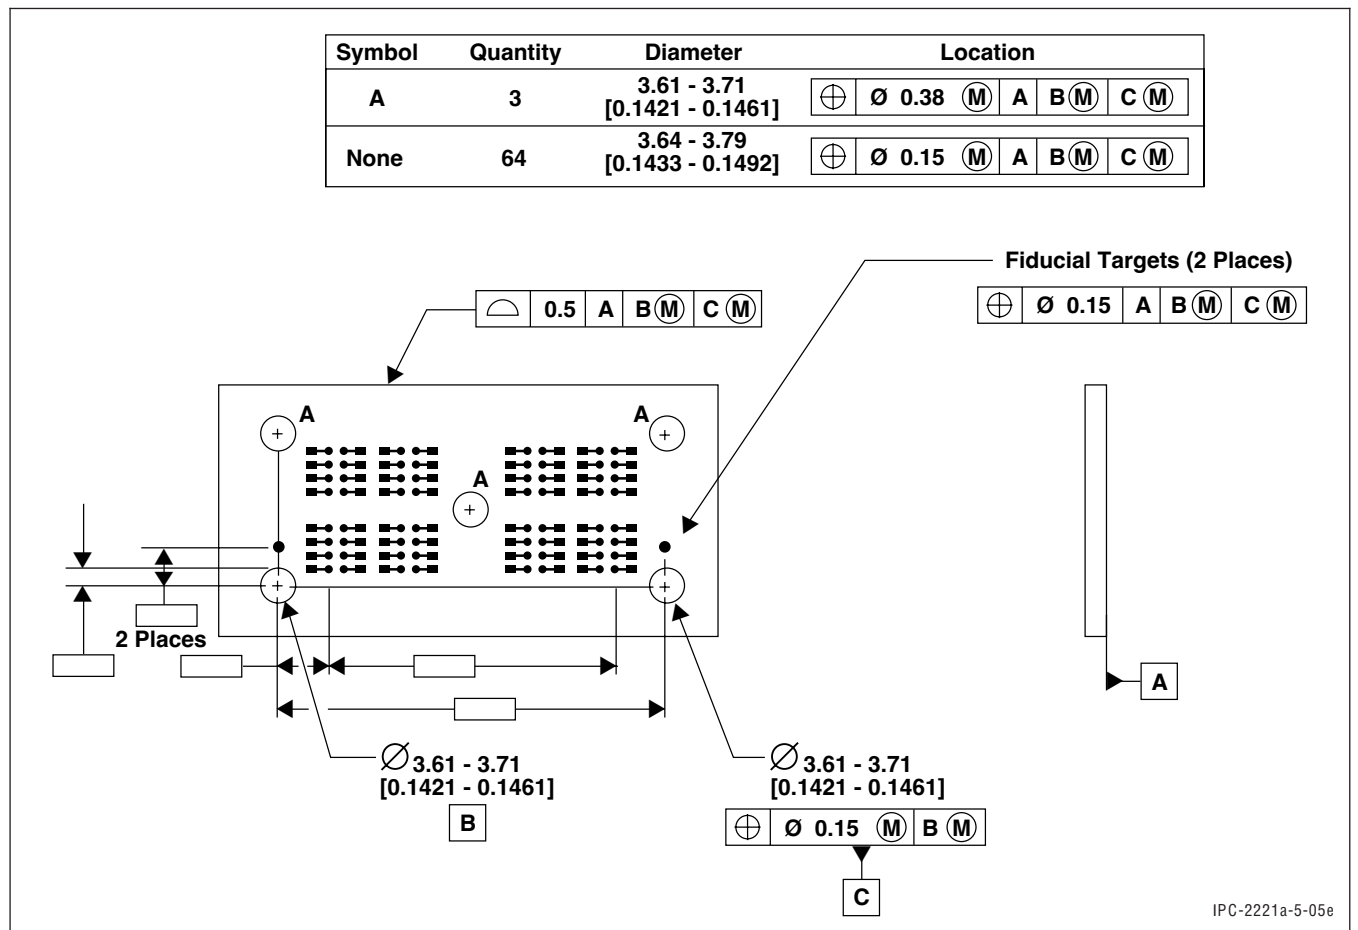 Symbol Quantity Diameter Location
A 3 3.61 - 3.71 [0.1421 - 0.1461] ⌖ Ø 0.38 Ⓜ A B Ⓜ C Ⓜ
None 64 3.64 - 3.79 [0.1433 - 0.1492] ⌖ Ø 0.15 Ⓜ A B Ⓜ C Ⓜ
Fiducial Targets (2 Places)
⌖ Ø 0.15 A B Ⓜ C Ⓜ
⌓ 0.5 A B Ⓜ C Ⓜ
A
A
A
2 Places
A
Ø 3.61 - 3.71
[0.1421 - 0.1461]
B
Ø 3.61 - 3.71
[0.1421 - 0.1461]
⌖ Ø 0.15 Ⓜ B Ⓜ
C
IPC-2221a-5-05e